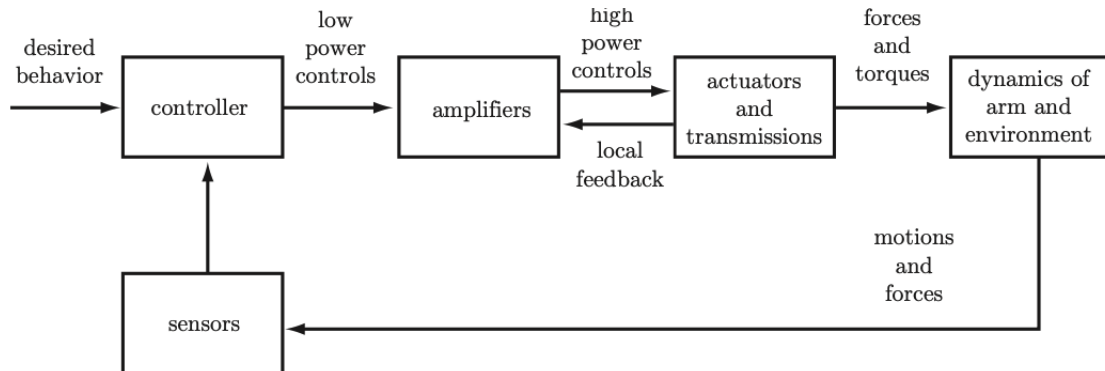 desired
behavior
controller
low
power
controls
amplifiers
high
power
controls
local
feedback
actuators
and
transmissions
forces
and
torques
dynamics of
arm and
environment
motions
and
forces
sensors